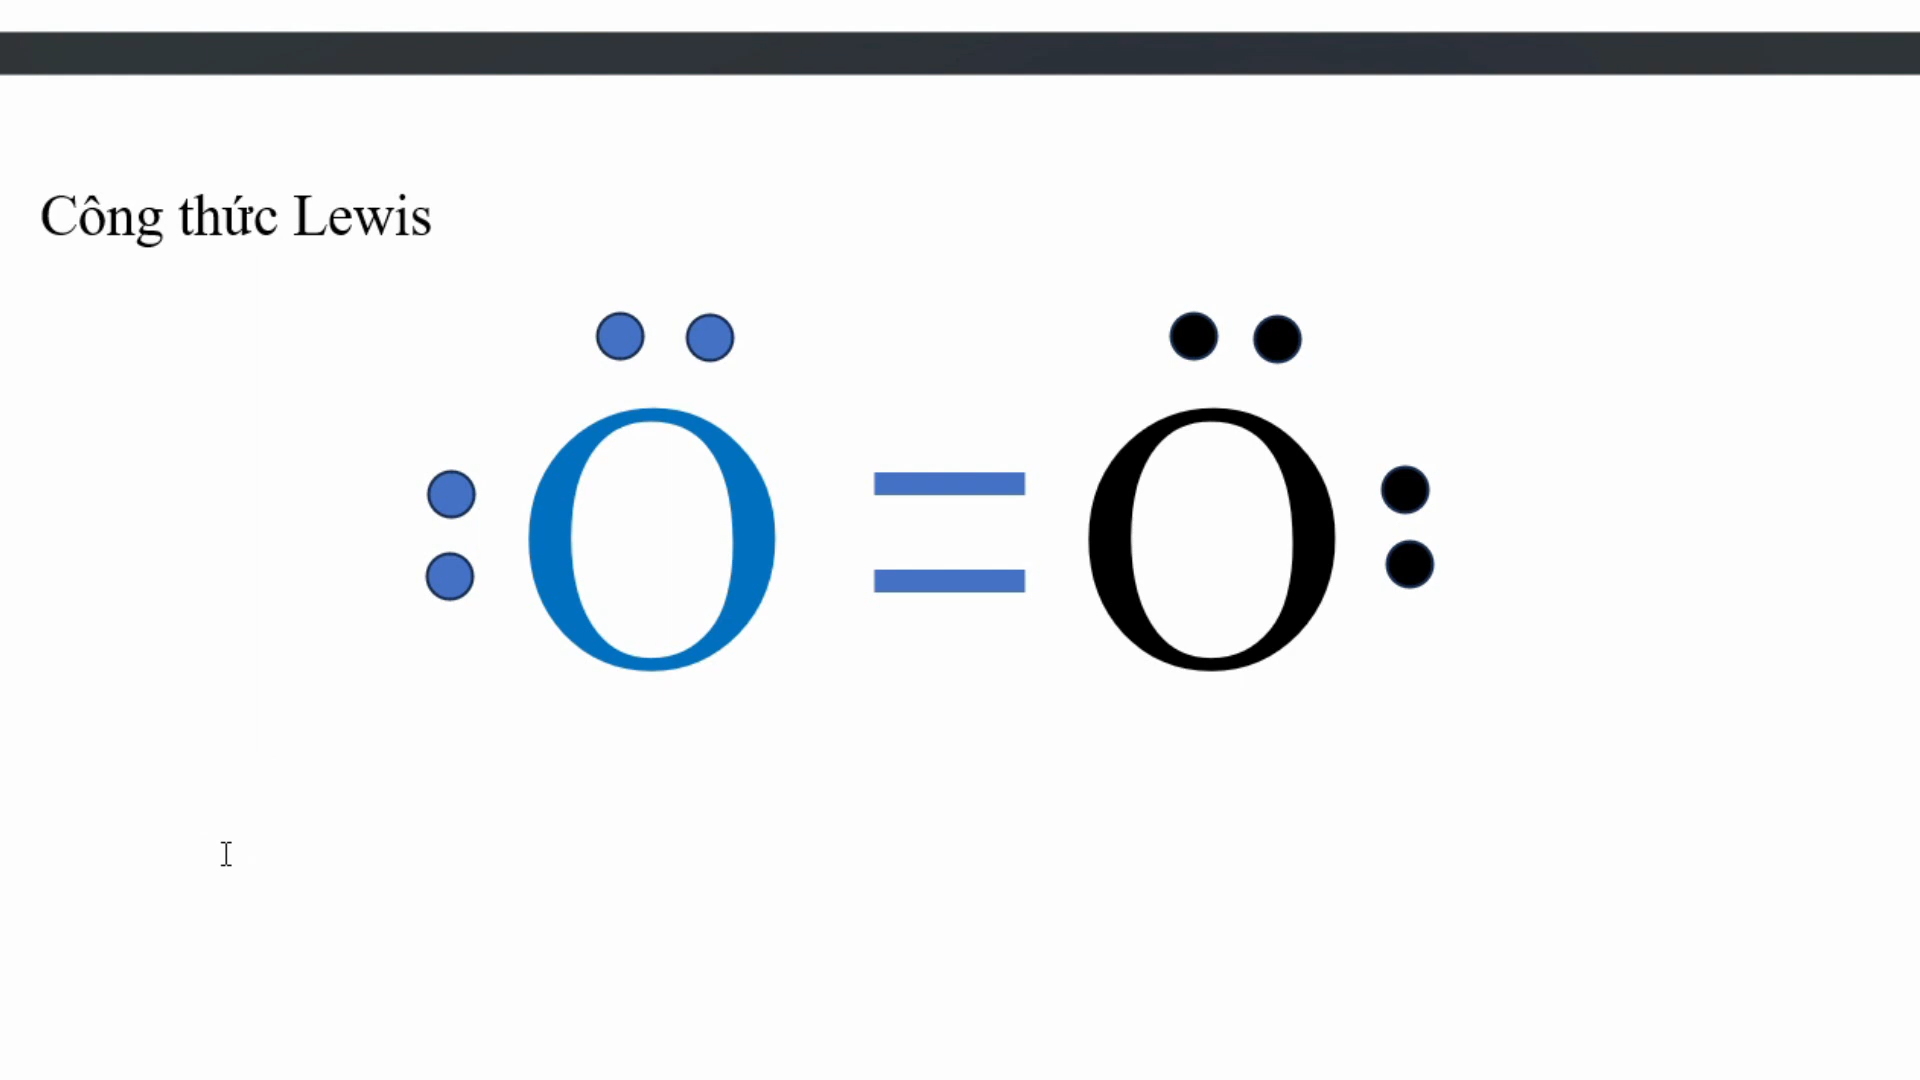 Công thức Lewis
O = O